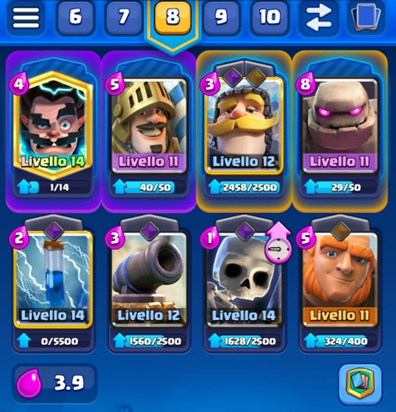 6 7 8 9 10
4 5 3 8
Livello 14 Livello 11 Livello 12 Livello 11
1/14 40/50 2458/2500 29/50
2 3 1 5
Livello 14 Livello 12 Livello 14 Livello 11
0/5500 1560/2500 1628/2500 324/400
3.9